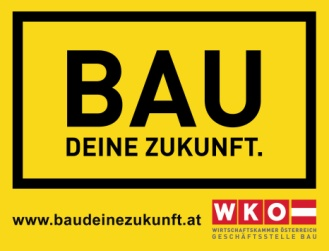 BAU
DEINE ZUKUNFT.
www.baudeinezukunft.at
WKO
WIRTSCHAFTSKAMMER ÖSTERREICH
GESCHÄFTSSTELLE BAU